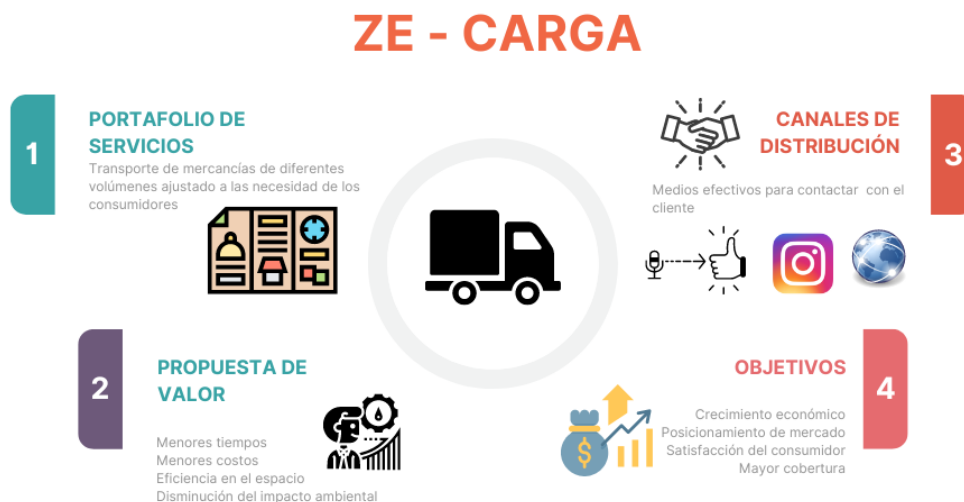 ZE - CARGA
1
PORTAFOLIO DE
SERVICIOS
Transporte de mercancías de diferentes
volúmenes ajustado a las necesidad de los
consumidores
2
PROPUESTA DE
VALOR
Menores tiempos
Menores costos
Eficiencia en el espacio
Disminución del impacto ambiental
3
CANALES DE
DISTRIBUCIÓN
Medios efectivos para contactar con el
cliente
4
OBJETIVOS
Crecimiento económico
Posicionamiento de mercado
Satisfacción del consumidor
Mayor cobertura
$